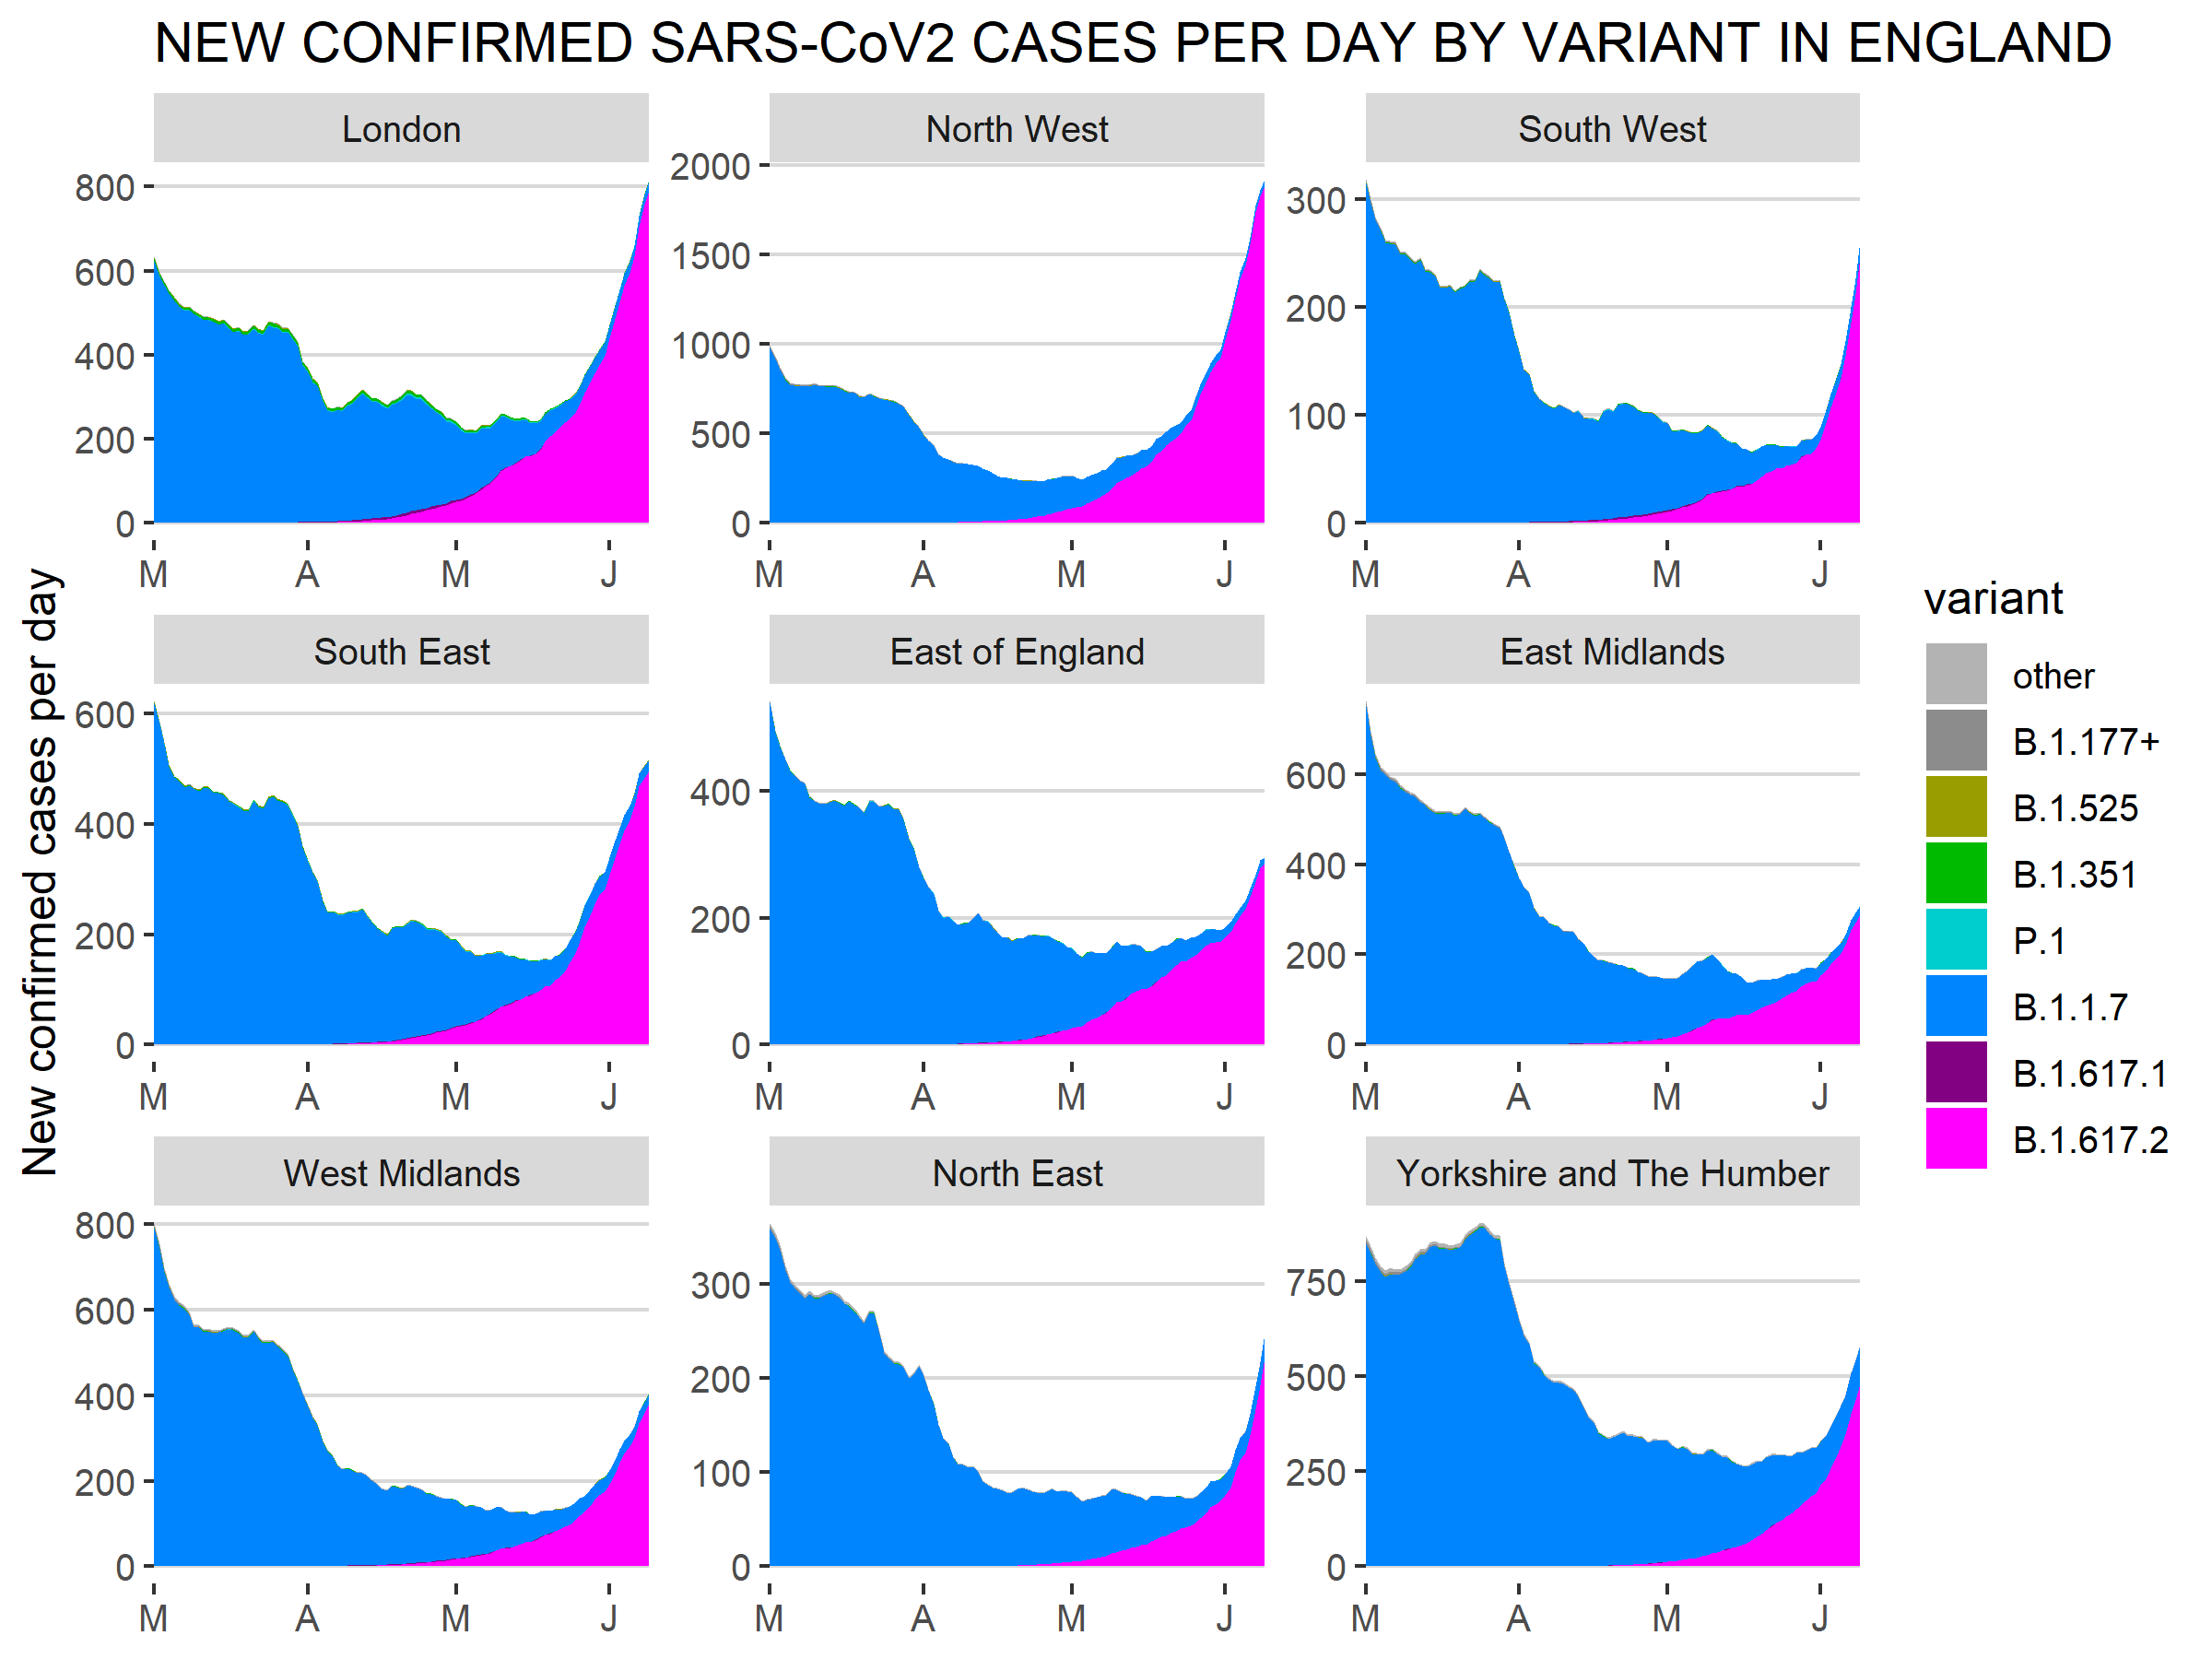 NEW CONFIRMED SARS-CoV2 CASES PER DAY BY VARIANT IN ENGLAND
New confirmed cases per day
London
800
600
400
200
0
M A M J
North West
2000
1500
1000
500
0
M A M J
South West
300
200
100
0
M A M J
South East
600
400
200
0
M A M J
East of England
400
200
0
M A M J
East Midlands
600
400
200
0
M A M J
West Midlands
800
600
400
200
0
M A M J
North East
300
200
100
0
M A M J
Yorkshire and The Humber
750
500
250
0
M A M J
variant
other
B.1.177+
B.1.525
B.1.351
P.1
B.1.1.7
B.1.617.1
B.1.617.2